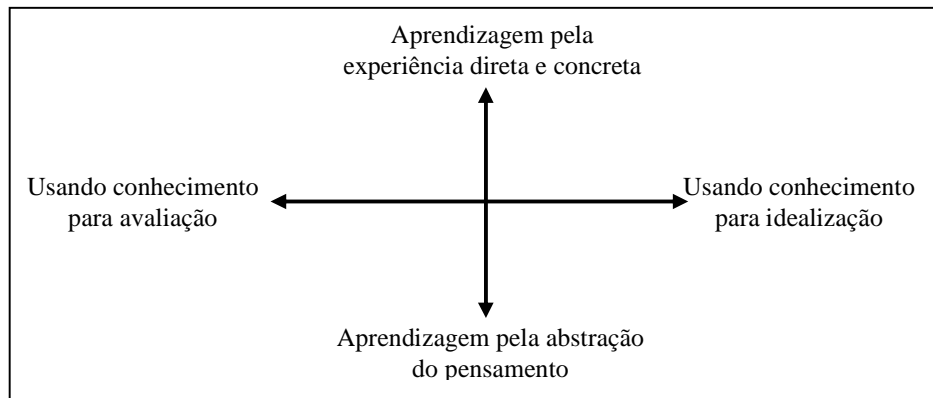 Aprendizagem pela
experiência direta e concreta
Usando conhecimento
para avaliação
Usando conhecimento
para idealização
Aprendizagem pela abstração
do pensamento